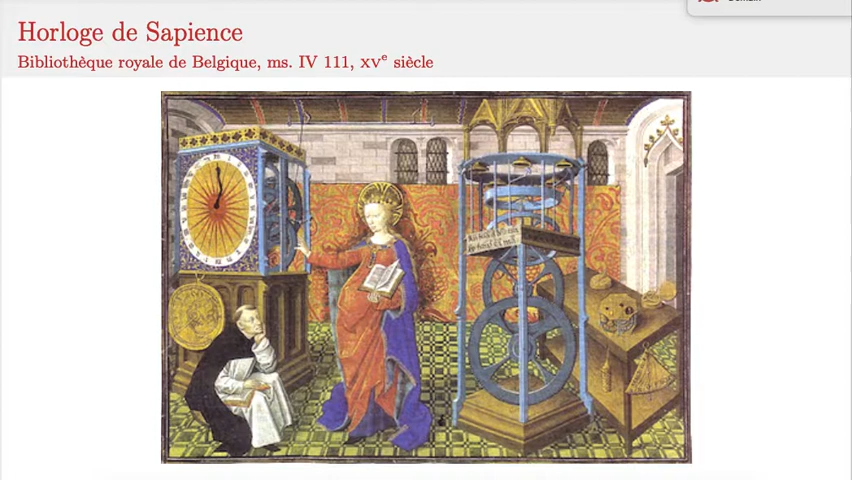 Horloge de Sapience
Bibliothèque royale de Belgique, ms. IV 111, XVᵉ siècle